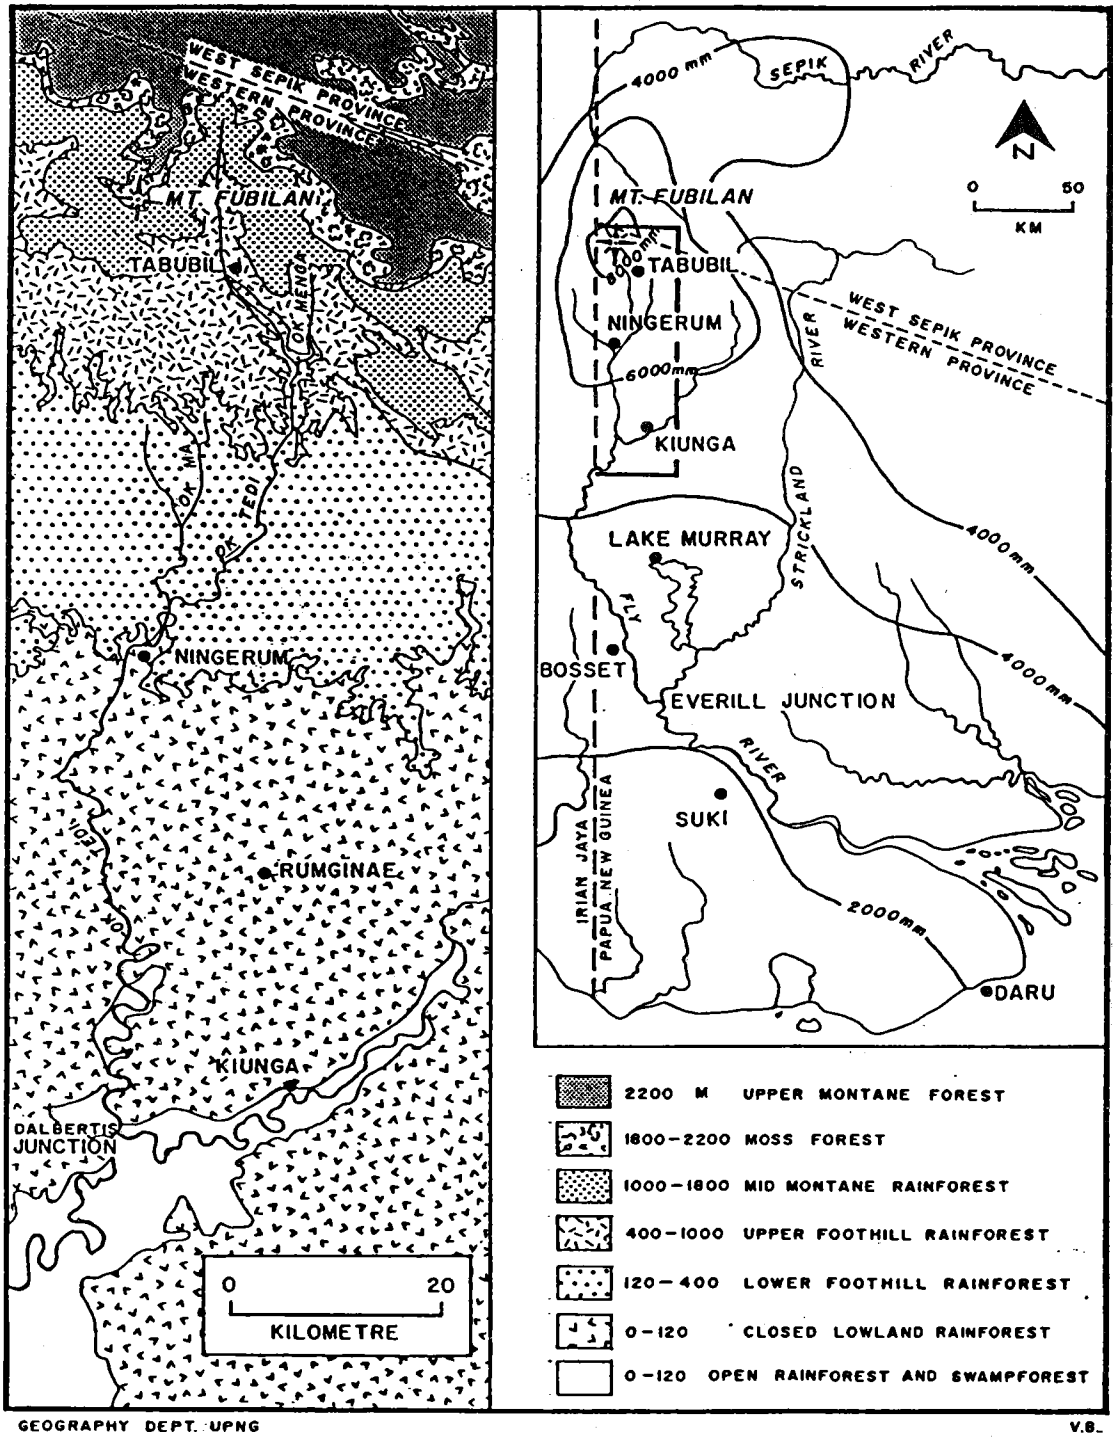 WEST SEPIK PROVINCE
WESTERN PROVINCE
MT. FUBILAN
TABUBIL
OK MENGA
OK MA
OK TEDI
NINGERUM
TEDI
OK
RUMGINAE
KIUNGA
DALBERTIS
JUNCTION
0 20
KILOMETRE
SEPIK RIVER
4000 mm
N
0 50
KM
MT. FUBILAN
TABUBIL
NINGERUM
6000mm
KIUNGA
WEST SEPIK PROVINCE
WESTERN PROVINCE
RIVER
STRICKLAND
4000mm
LAKE MURRAY
FLY
BOSSET
4000mm
EVERILL JUNCTION
RIVER
SUKI
IRIAN JAYA
PAPUA NEW GUINEA
2000mm
DARU
2200 M UPPER MONTANE FOREST
1800-2200 MOSS FOREST
1000-1800 MID MONTANE RAINFOREST
400-1000 UPPER FOOTHILL RAINFOREST
120-400 LOWER FOOTHILL RAINFOREST
0-120 CLOSED LOWLAND RAINFOREST
0-120 OPEN RAINFOREST AND SWAMPFOREST
GEOGRAPHY DEPT. UPNG
V.B.